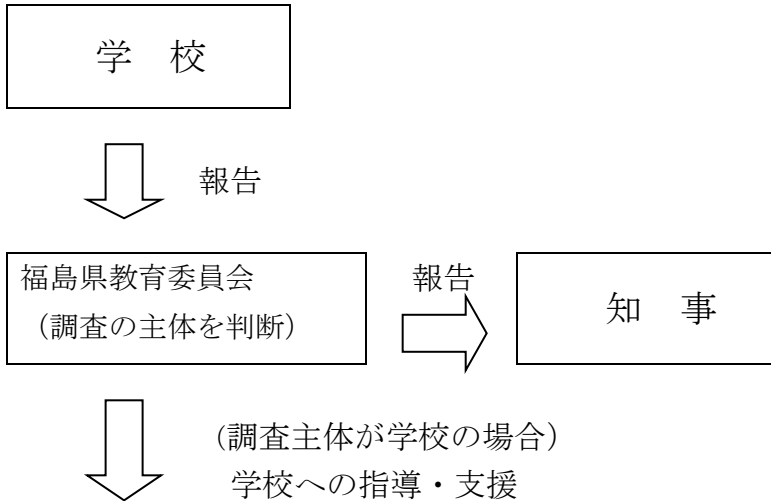 学　校
報告
福島県教育委員会
（調査の主体を判断）
報告
知　事
(調査主体が学校の場合）
学校への指導・支援